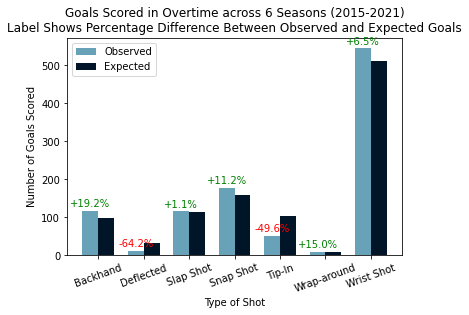 Goals Scored in Overtime across 6 Seasons (2015-2021)
Label Shows Percentage Difference Between Observed and Expected Goals
Observed
Expected
Number of Goals Scored
500
400
300
200
100
0
+19.2%
-64.2%
+1.1%
+11.2%
-49.6%
+15.0%
+6.5%
Backhand
Deflected
Slap Shot
Snap Shot
Tip-In
Wrap-around
Wrist Shot
Type of Shot